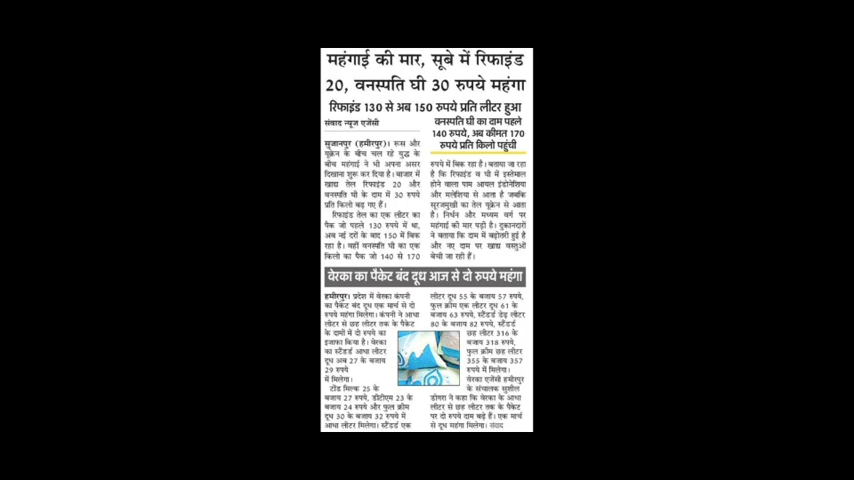 महंगाई की मार, सूबे में रिफाइंड
20, वनस्पति घी 30 रुपये महंगा
रिफाइंड 130 से अब 150 रुपये प्रति लीटर हुआ
संवाद न्यूज एजेंसी
सुजानपुर (हमीरपुर)। रूस और
यूक्रेन के बीच चल रहे युद्ध के
बीच महंगाई ने भी अपना असर
दिखाना शुरू कर दिया है। बाजार में
खाद्य तेल रिफाइंड 20 और
वनस्पति घी के दाम में 30 रुपये
प्रति किलो बढ़ गए हैं।
रिफाइंड तेल का एक लीटर का
पैक जो पहले 130 रुपये में था,
अब नई दरों के बाद 150 में बिक
रहा है। वहीं वनस्पति घी का एक
किलो का पैक जो 140 से 170
वनस्पति घी का दाम पहले
140 रुपये, अब कीमत 170
रुपये प्रति किलो पहुंची
रुपये में बिक रहा है। बताया जा रहा
है कि रिफाइंड व घी में इस्तेमाल
होने वाला पाम आयल इंडोनेशिया
और मलेशिया से आता है जबकि
सूरजमुखी का तेल यूक्रेन से आता
है। निर्धन और मध्यम वर्ग पर
महंगाई की मार पड़ी है। दुकानदारों
ने बताया कि दाम में बढ़ोतरी हुई है
और नए दाम पर खाद्य वस्तुओं
बेची जा रही हैं।
वेरका का पैकेट बंद दूध आज से दो रुपये महंगा
हमीरपुर। प्रदेश में वेरका कंपनी
का पैकेट बंद दूध एक मार्च से दो
रुपये महंगा मिलेगा। कंपनी ने आधा
लीटर से छह लीटर तक के पैकेट
के दामों में दो रुपये का
इजाफा किया है। वेरका
का स्टैंडर्ड आधा लीटर
दूध अब 27 के बजाय
29 रुपये
में मिलेगा।
टोंड मिल्क 25 के
बजाय 27 रुपये, डीटीएम 23 के
बजाय 24 रुपये और फुल क्रीम
दूध 30 के बजाय 32 रुपये में
आधा लीटर मिलेगा। स्टैंडर्ड एक
लीटर दूध 55 के बजाय 57 रुपये,
फुल क्रीम एक लीटर दूध 61 के
बजाय 63 रुपये, स्टैंडर्ड डेढ़ लीटर
80 के बजाय 82 रुपये, स्टैंडर्ड
छह लीटर 316 के
बजाय 318 रुपये,
फुल क्रीम छह लीटर
355 के बजाय 357
रुपये में मिलेगा।
वेरका एजेंसी हमीरपुर
के संचालक सुशील
डोगरा ने कहा कि वेरका के आधा
लीटर से छह लीटर तक के पैकेट
पर दो रुपये दाम बढ़े हैं। एक मार्च
से दूध महंगा मिलेगा। संवाद